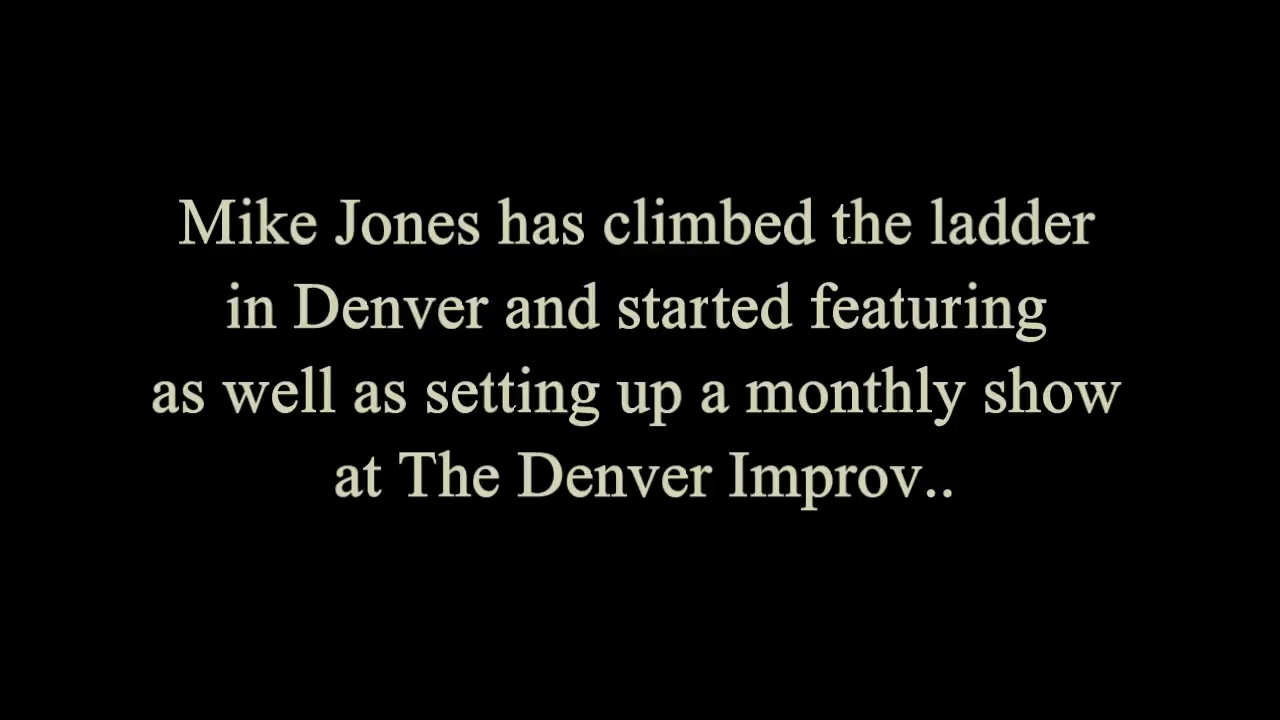 Mike Jones has climbed the ladder
in Denver and started featuring
as well as setting up a monthly show
at The Denver Improv..